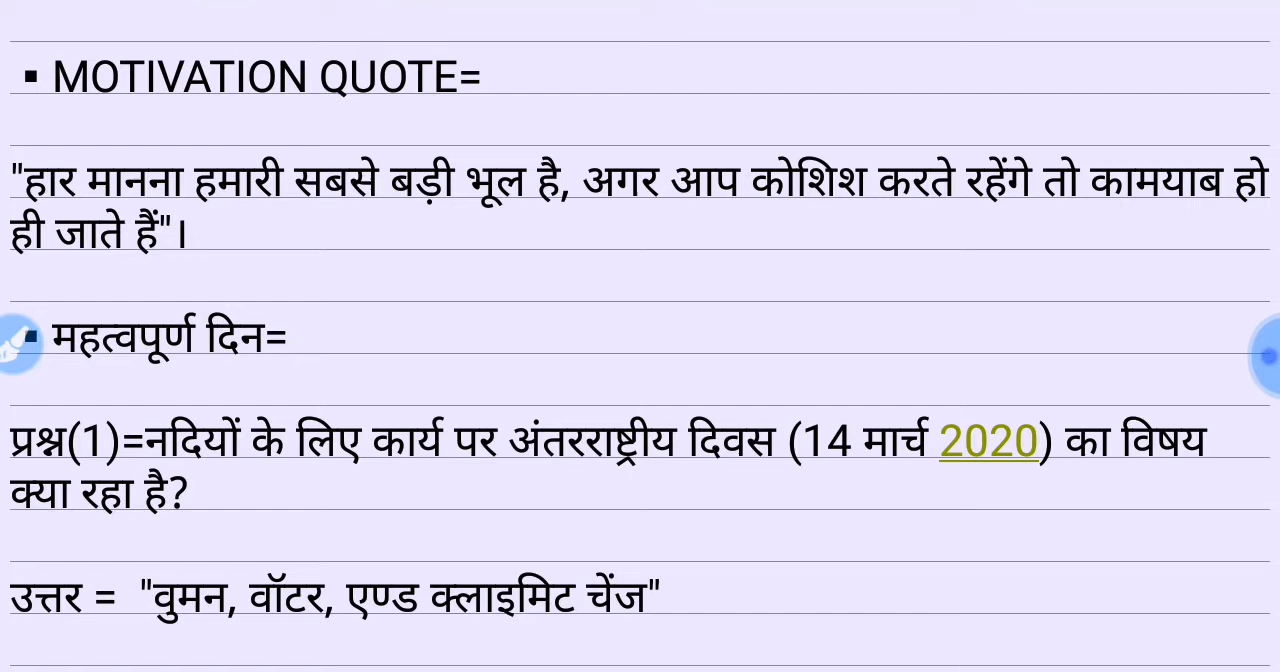 ▪ MOTIVATION QUOTE=
"हार मानना हमारी सबसे बड़ी भूल है, अगर आप कोशिश करते रहेंगे तो कामयाब हो
ही जाते हैं"।
▪ महत्वपूर्ण दिन=
प्रश्न(1)=नदियों के लिए कार्य पर अंतरराष्ट्रीय दिवस (14 मार्च 2020) का विषय
क्या रहा है?
उत्तर = "वुमन, वॉटर, एण्ड क्लाइमिट चेंज"